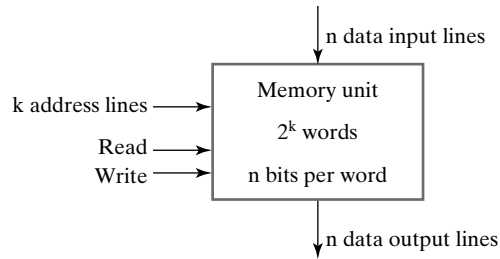 n data input lines
Memory unit
k address lines
2^k words
Read
Write
n bits per word
n data output lines